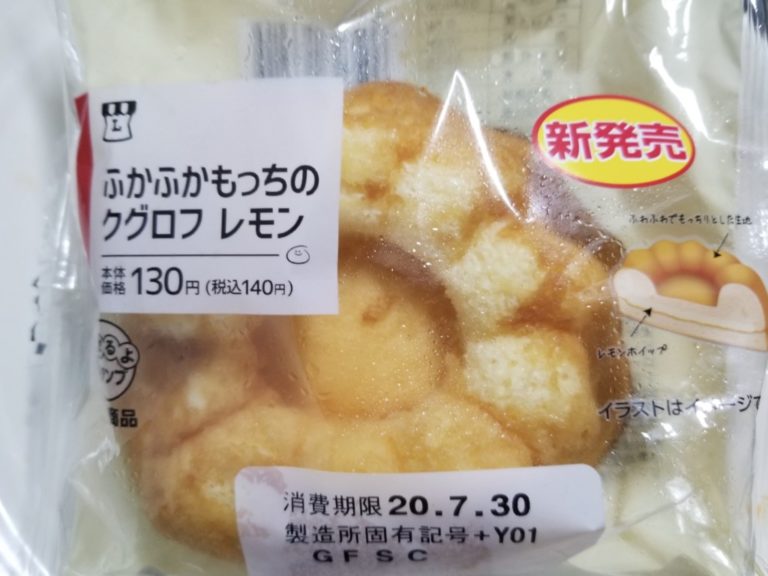 L
新発売
ふかふかもっちの
クグロフ レモン
本体
価格 130円 (税込140円)
ふわふわでもっちりとした生地
レモンホイップ
商品
イラストはイメージで
消費期限 20.7.30
製造所固有記号+Y01
GFSC